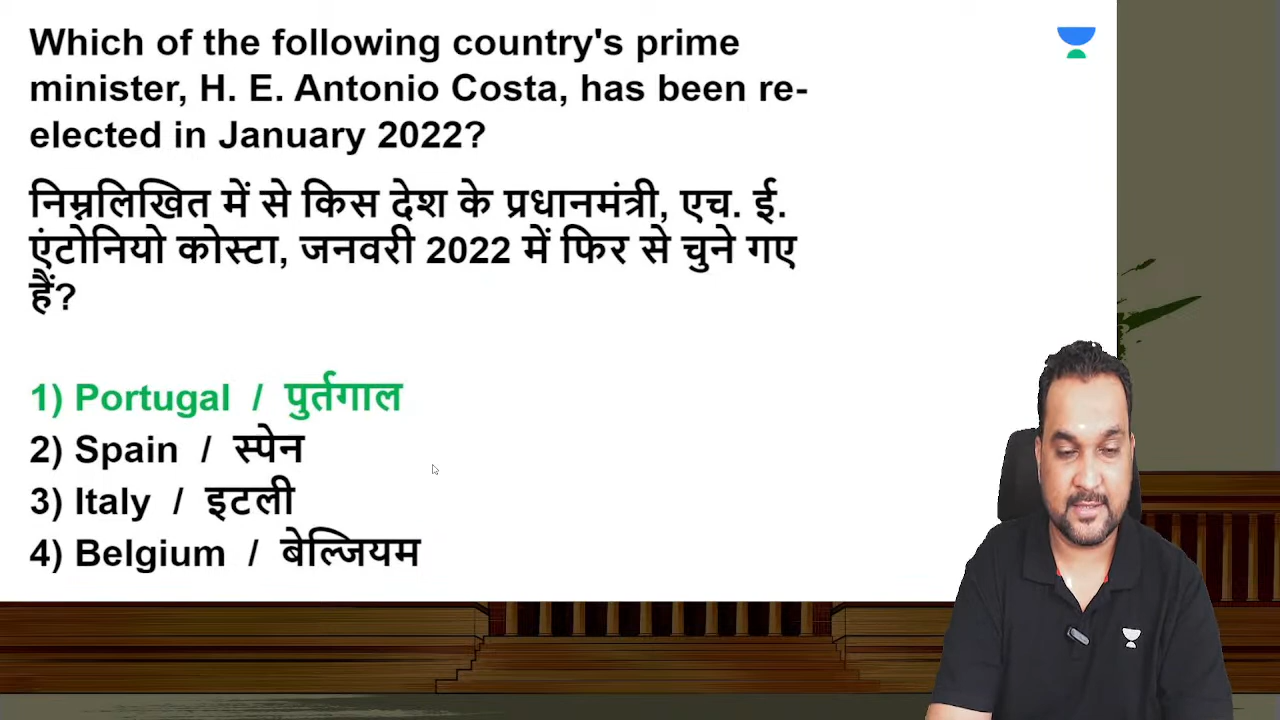 Which of the following country's prime
minister, H. E. Antonio Costa, has been re-
elected in January 2022?
निम्नलिखित में से किस देश के प्रधानमंत्री, एच. ई.
एंटोनियो कोस्टा, जनवरी 2022 में फिर से चुने गए
हैं?
1) Portugal / पुर्तगाल
2) Spain / स्पेन
3) Italy / इटली
4) Belgium / बेल्जियम